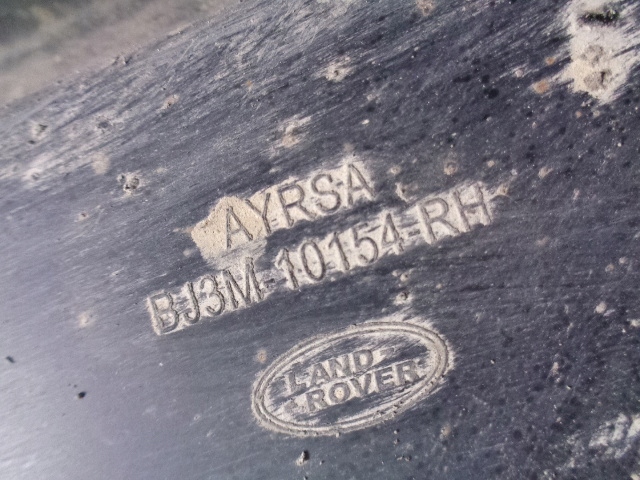 AYRSA
BJ3M-10154-RH
LAND
ROVER